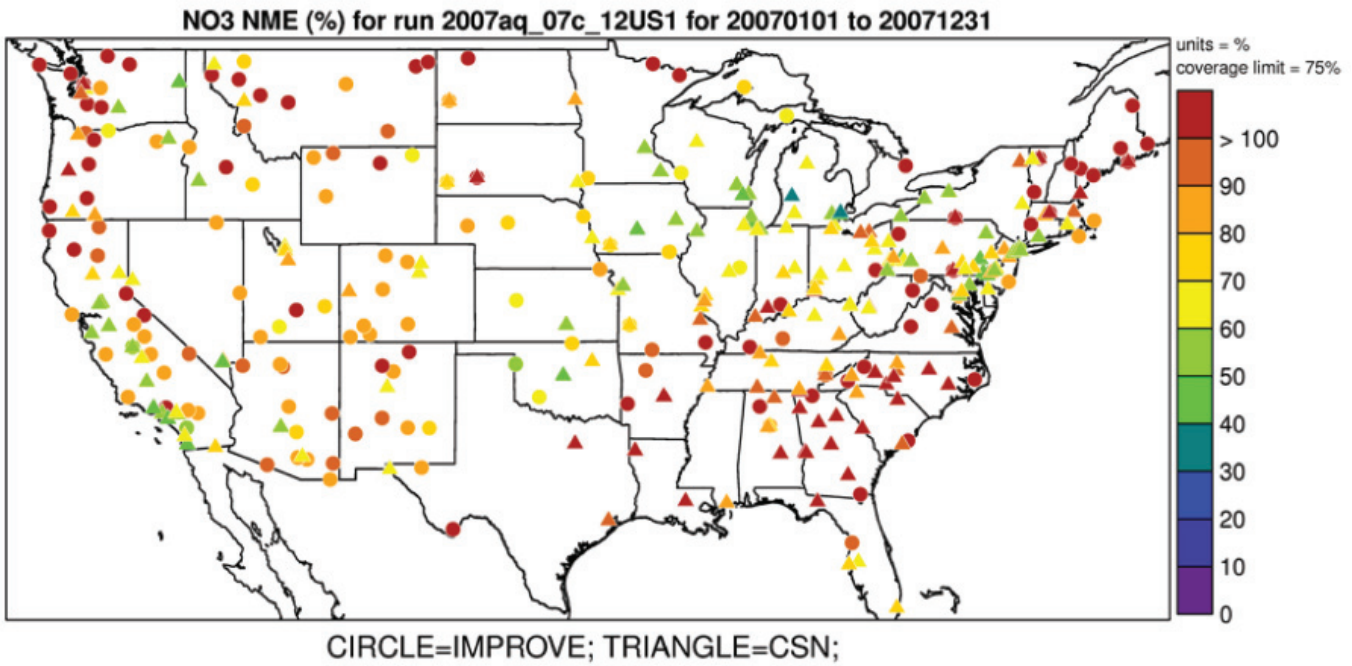 NO3 NME (%) for run 2007aq_07c_12US1 for 20070101 to 20071231
units = %
coverage limit = 75%
> 100
90
80
70
60
50
40
30
20
10
0
CIRCLE=IMPROVE; TRIANGLE=CSN;